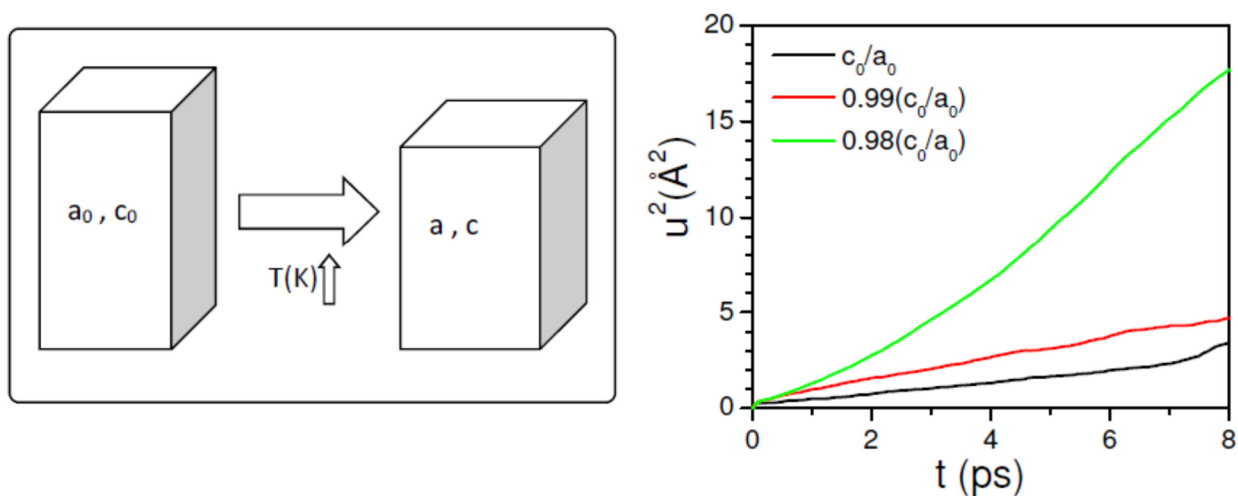 a₀ , c₀
T(K)
a , c
20
15
10
5
0
u²(Å²)
c₀/a₀
0.99(c₀/a₀)
0.98(c₀/a₀)
0 2 4 6 8
t (ps)